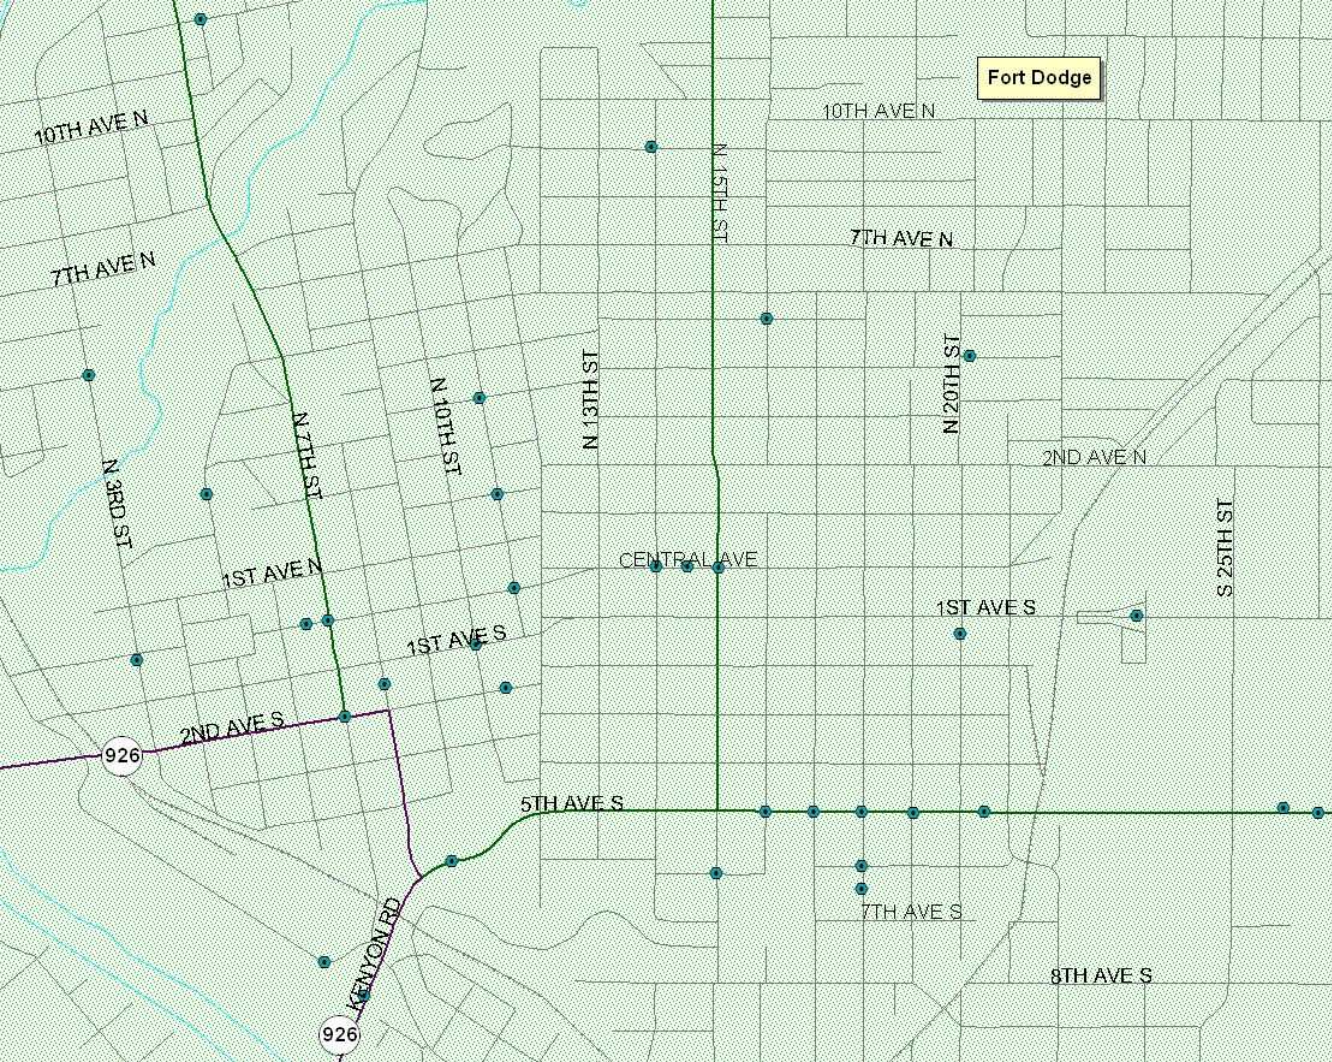 Fort Dodge
10TH AVE N
10TH AVE N
N 15TH ST
7TH AVE N
7TH AVE N
N 20TH ST
N 13TH ST
N 10TH ST
N 7TH ST
2ND AVE N
N 3RD ST
S 25TH ST
CENTRAL AVE
1ST AVE N
1ST AVE S
1ST AVE S
2ND AVE S
926
5TH AVE S
7TH AVE S
KENYON RD
8TH AVE S
926